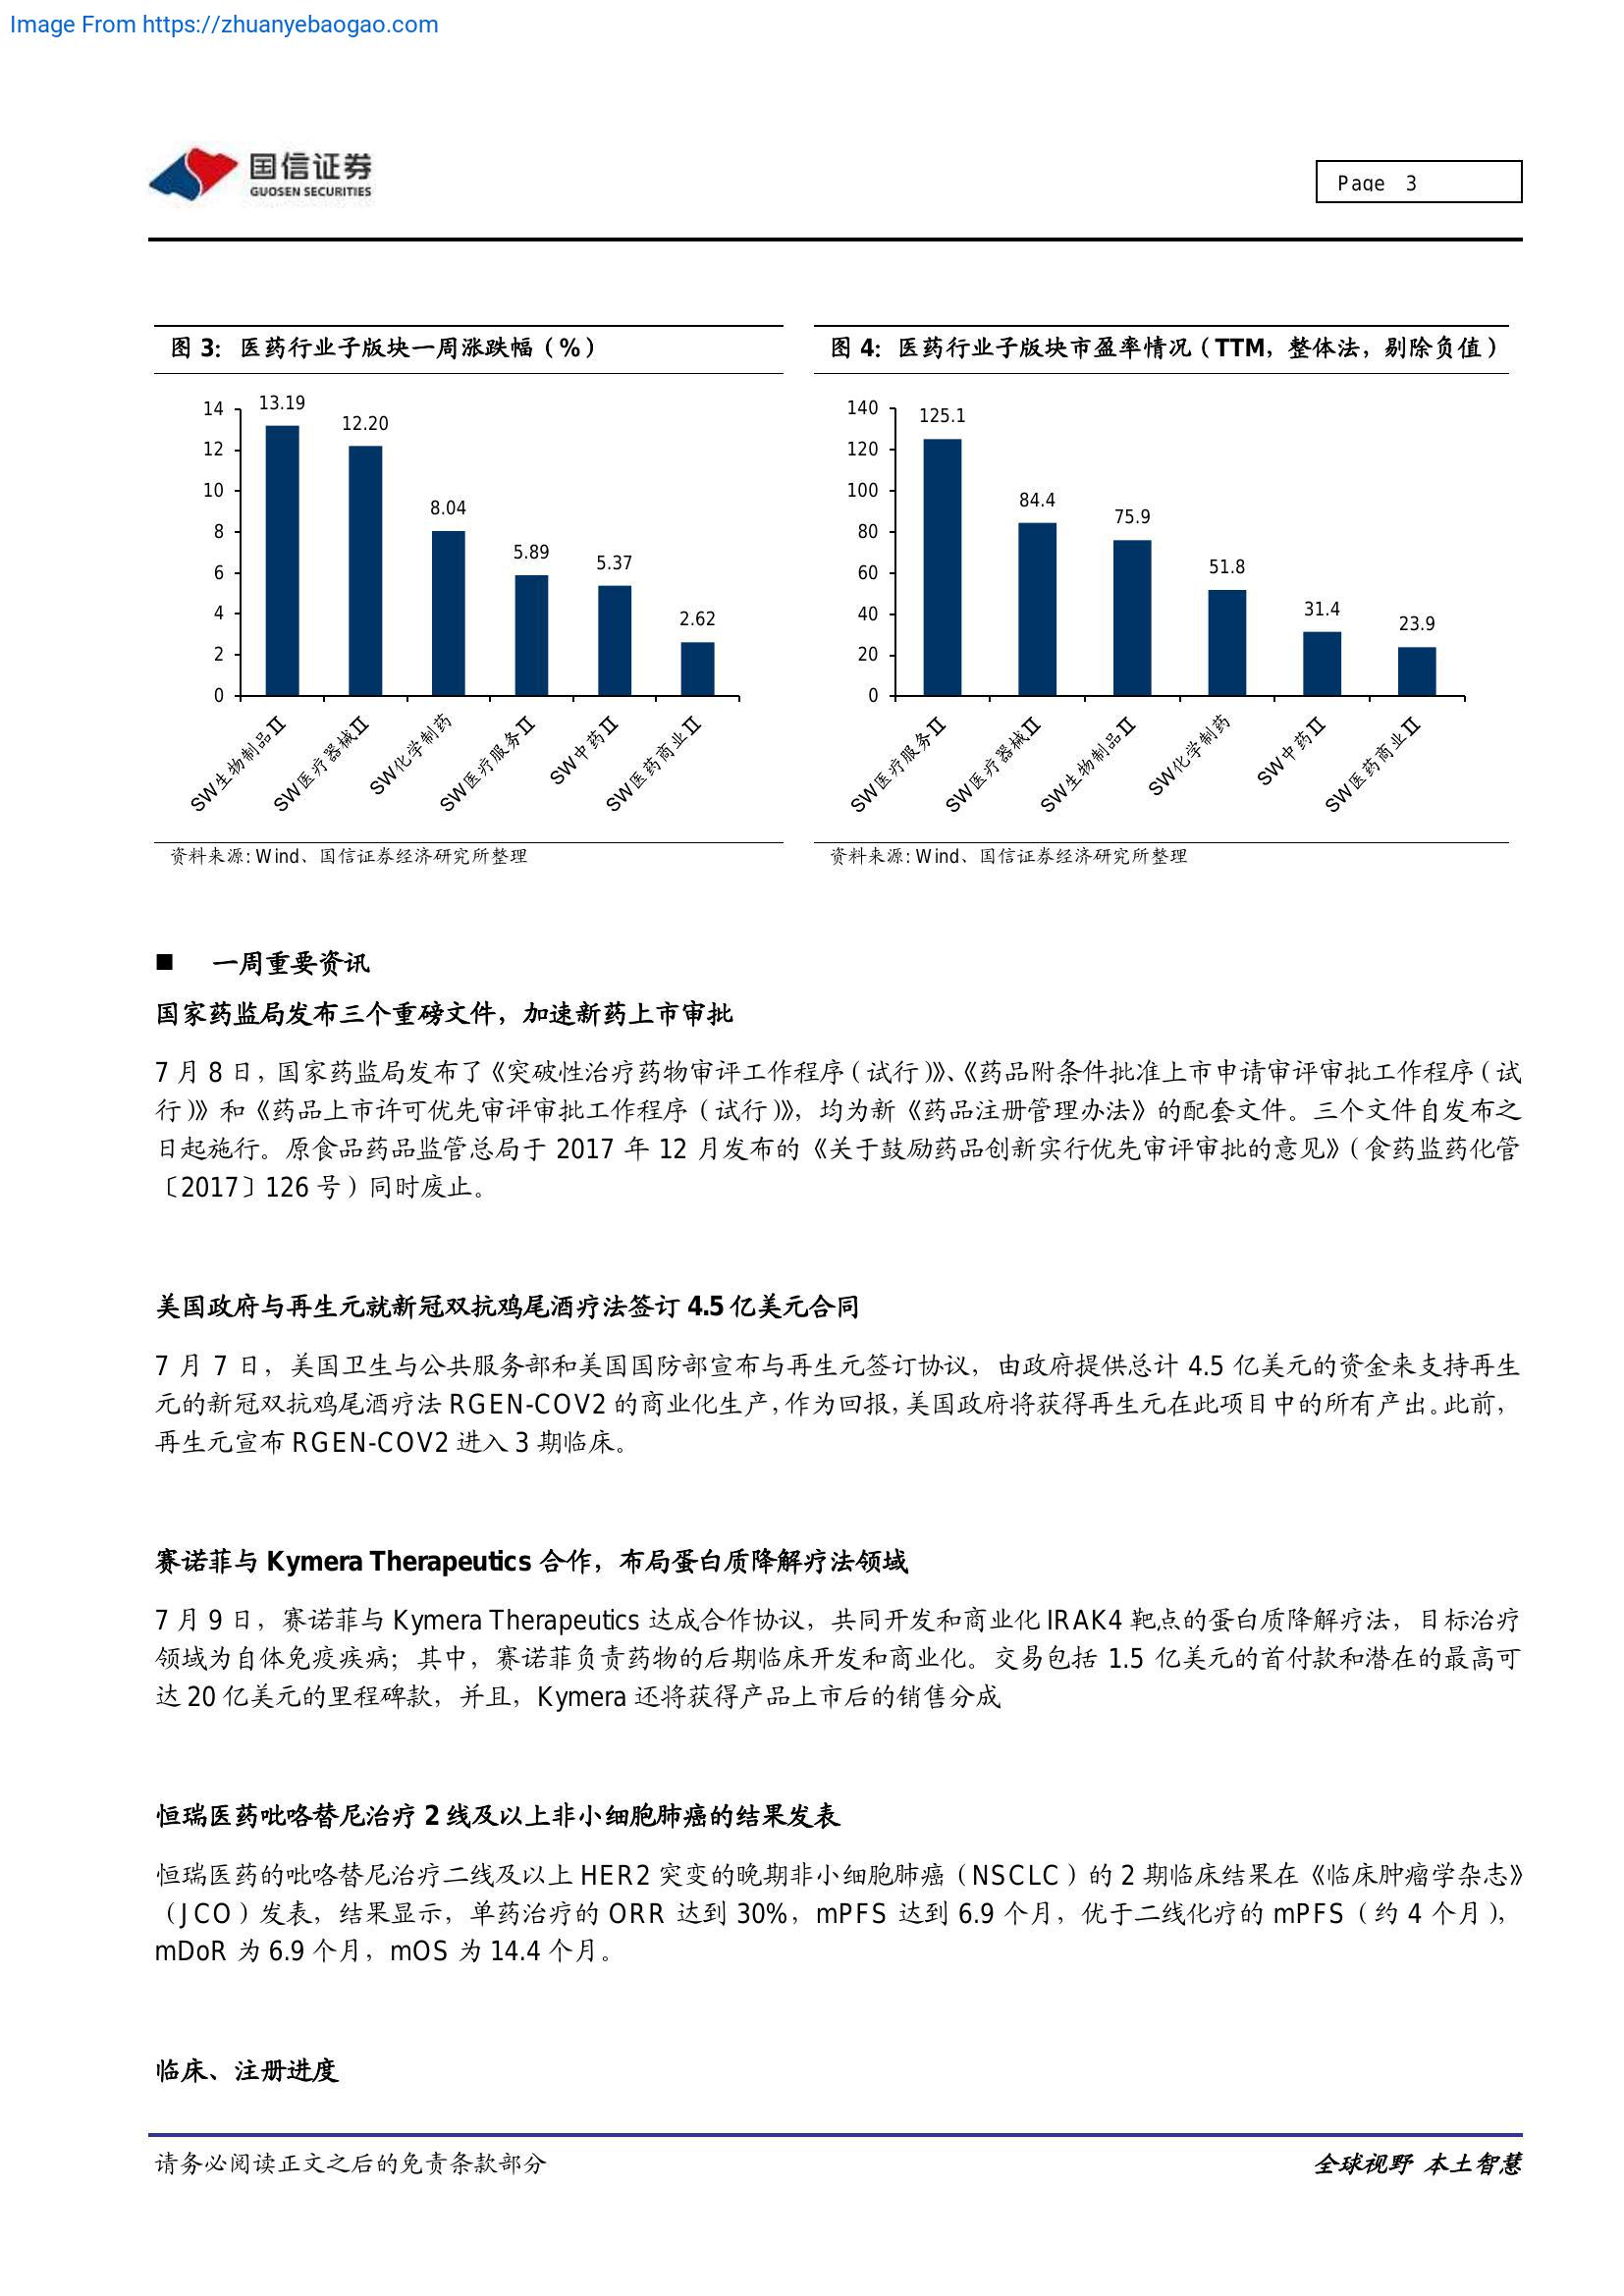 Image From https://zhuanyebaogao.com
国信证券
GUOSEN SECURITIES
Page 3
图 3：医药行业子版块一周涨跌幅（%）
14
12
10
8
6
4
2
0
13.19
12.20
8.04
5.89
5.37
2.62
SW生物制品Ⅱ
SW医疗器械Ⅱ
SW化学制药
SW医疗服务Ⅱ
SW中药Ⅱ
SW医药商业Ⅱ
资料来源: Wind、国信证券经济研究所整理
图 4：医药行业子版块市盈率情况（TTM，整体法，剔除负值）
140
120
100
80
60
40
20
0
125.1
84.4
75.9
51.8
31.4
23.9
SW医疗服务Ⅱ
SW医疗器械Ⅱ
SW生物制品Ⅱ
SW化学制药
SW中药Ⅱ
SW医药商业Ⅱ
资料来源: Wind、国信证券经济研究所整理
■ 一周重要资讯
国家药监局发布三个重磅文件，加速新药上市审批
7 月 8 日，国家药监局发布了《突破性治疗药物审评工作程序（试行）》、《药品附条件批准上市申请审评审批工作程序（试
行）》和《药品上市许可优先审评审批工作程序（试行）》，均为新《药品注册管理办法》的配套文件。三个文件自发布之
日起施行。原食品药品监管总局于 2017 年 12 月发布的《关于鼓励药品创新实行优先审评审批的意见》（食药监药化管
〔2017〕126 号）同时废止。
美国政府与再生元就新冠双抗鸡尾酒疗法签订 4.5 亿美元合同
7 月 7 日，美国卫生与公共服务部和美国国防部宣布与再生元签订协议，由政府提供总计 4.5 亿美元的资金来支持再生
元的新冠双抗鸡尾酒疗法 RGEN-COV2 的商业化生产，作为回报，美国政府将获得再生元在此项目中的所有产出。此前，
再生元宣布 RGEN-COV2 进入 3 期临床。
赛诺菲与 Kymera Therapeutics 合作，布局蛋白质降解疗法领域
7 月 9 日，赛诺菲与 Kymera Therapeutics 达成合作协议，共同开发和商业化 IRAK4 靶点的蛋白质降解疗法，目标治疗
领域为自体免疫疾病；其中，赛诺菲负责药物的后期临床开发和商业化。交易包括 1.5 亿美元的首付款和潜在的最高可
达 20 亿美元的里程碑款，并且，Kymera 还将获得产品上市后的销售分成
恒瑞医药吡咯替尼治疗 2 线及以上非小细胞肺癌的结果发表
恒瑞医药的吡咯替尼治疗二线及以上 HER2 突变的晚期非小细胞肺癌（NSCLC）的 2 期临床结果在《临床肿瘤学杂志》
（JCO）发表，结果显示，单药治疗的 ORR 达到 30%，mPFS 达到 6.9 个月，优于二线化疗的 mPFS（约 4 个月），
mDoR 为 6.9 个月，mOS 为 14.4 个月。
临床、注册进度
请务必阅读正文之后的免责条款部分
全球视野 本土智慧